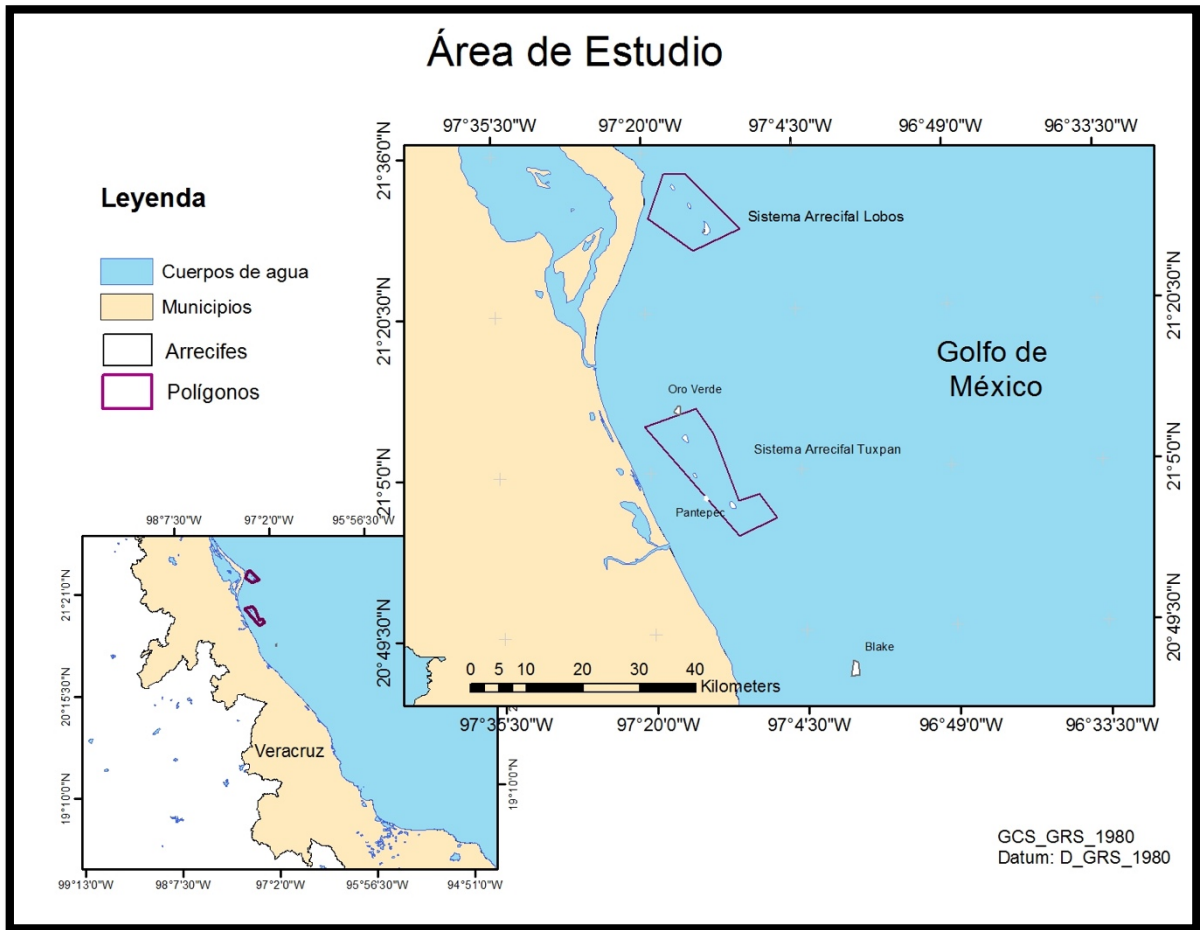 Área de Estudio
Leyenda
Cuerpos de agua
Municipios
Arrecifes
Polígonos
97°35'30"W 97°20'0"W 97°4'30"W 96°49'0"W 96°33'30"W
21°36'0"N
21°20'30"N
21°5'0"N
20°49'30"N
Sistema Arrecifal Lobos
Golfo de
México
Oro Verde
Sistema Arrecifal Tuxpan
Pantepec
Blake
0 5 10 20 30 40
Kilometers
21°20'30"N
21°5'0"N
20°49'30"N
97°35'30"W 97°20'0"W 97°4'30"W 96°49'0"W 96°33'30"W
98°7'30"W 97°2'0"W 95°56'30"W
21°21'0"N
20°15'30"N
19°10'0"N
Veracruz
19°10'0"N
99°13'0"W 98°7'30"W 97°2'0"W 95°56'30"W 94°51'0"W
GCS_GRS_1980
Datum: D_GRS_1980